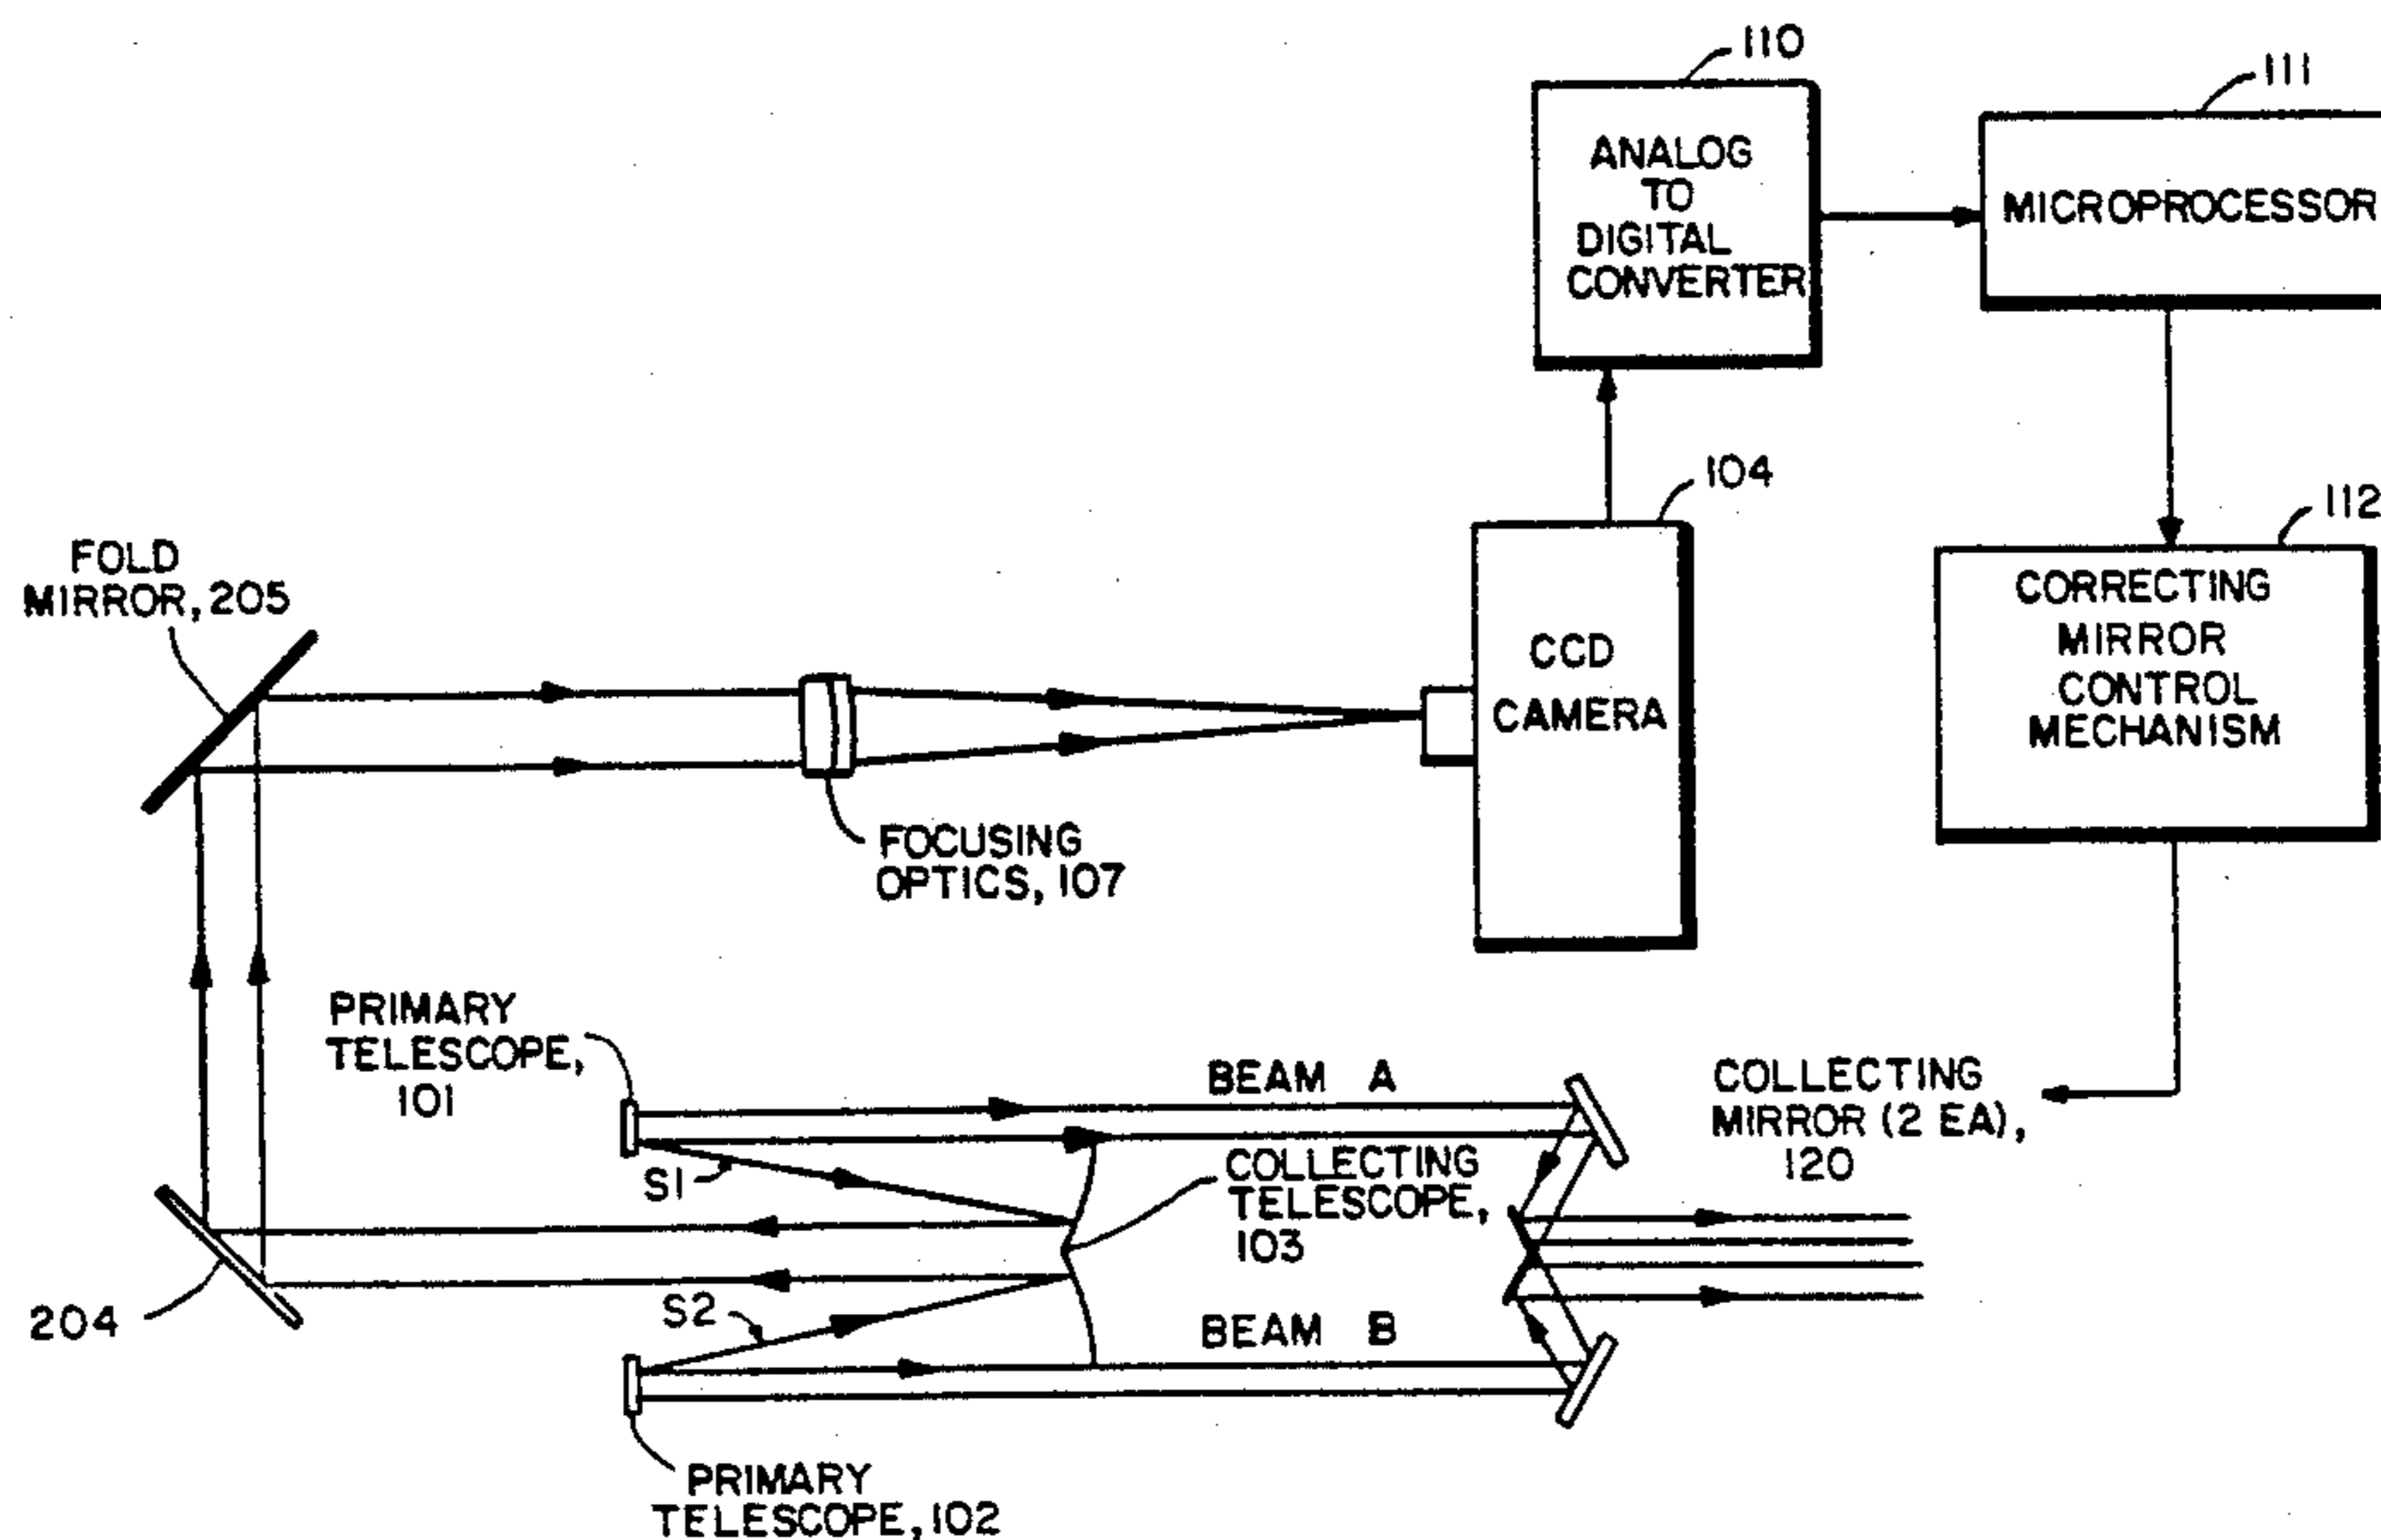 110
111
ANALOG
TO
DIGITAL
CONVERTER
MICROPROCESSOR
104
112
FOLD
MIRROR, 205
CCD
CAMERA
CORRECTING
MIRROR
CONTROL
MECHANISM
FOCUSING
OPTICS, 107
PRIMARY
TELESCOPE,
101
BEAM A
COLLECTING
MIRROR (2 EA),
120
S1
COLLECTING
TELESCOPE,
103
204
S2
BEAM B
PRIMARY
TELESCOPE, 102